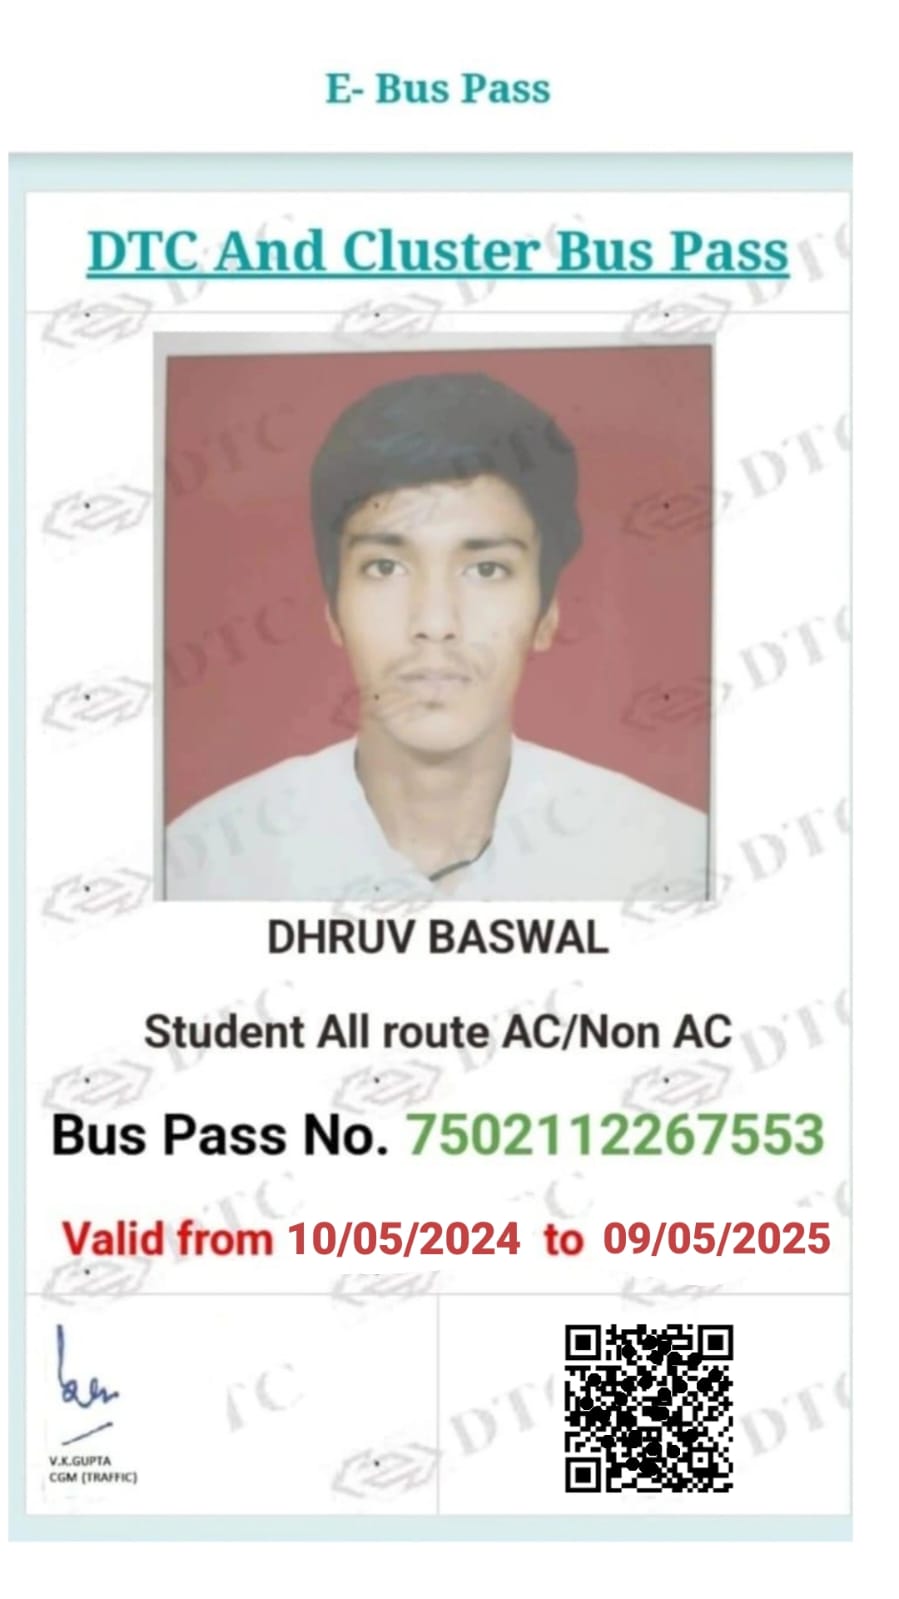 E- Bus Pass
DTC And Cluster Bus Pass
DHRUV BASWAL
Student All route AC/Non AC
Bus Pass No. 7502112267553
Valid from 10/05/2024 to 09/05/2025
V.K.GUPTA
CGM (TRAFFIC)
DTC